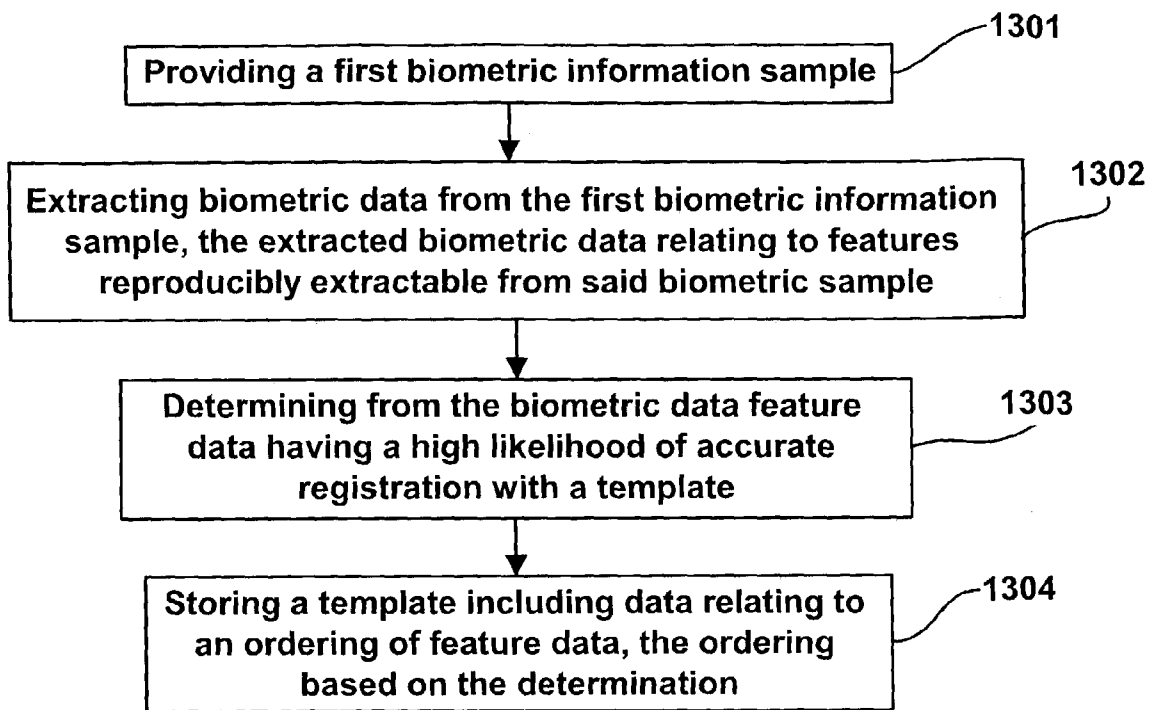 1301
Providing a first biometric information sample
1302
Extracting biometric data from the first biometric information
sample, the extracted biometric data relating to features
reproducibly extractable from said biometric sample
1303
Determining from the biometric data feature
data having a high likelihood of accurate
registration with a template
1304
Storing a template including data relating to
an ordering of feature data, the ordering
based on the determination